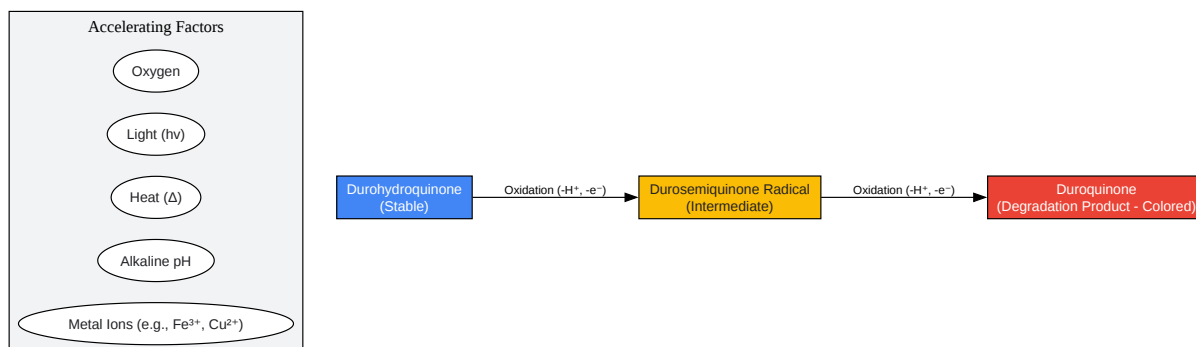 Accelerating Factors
Oxygen
Light (hv)
Heat (Δ)
Alkaline pH
Metal Ions (e.g., Fe³⁺, Cu²⁺)
Durohydroquinone
(Stable)
Oxidation (-H⁺, -e⁻)
Durosemiquinone Radical
(Intermediate)
Oxidation (-H⁺, -e⁻)
Duroquinone
(Degradation Product - Colored)